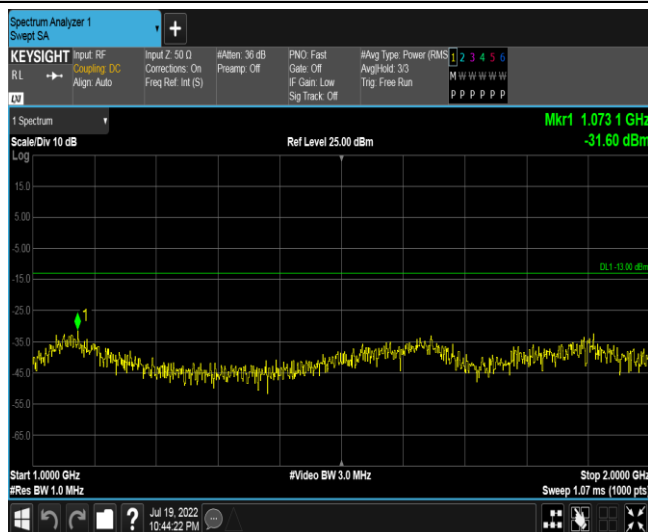 Spectrum Analyzer 1
Swept SA
+
KEYSIGHT
RL
LXI
Input: RF
Coupling: DC
Align: Auto
Input Z: 50 Ω
Corrections: On
Freq Ref: Int (S)
#Atten: 36 dB
Preamp: Off
PNO: Fast
Gate: Off
IF Gain: Low
Sig Track: Off
#Avg Type: Power (RMS
Avg|Hold: 3/3
Trig: Free Run
1 2 3 4 5 6
M W W W W W
P P P P P P
1 Spectrum
Mkr1 1.073 1 GHz
-31.60 dBm
Scale/Div 10 dB
Ref Level 25.00 dBm
Log
15.0
5.00
-5.00
DL1 -13.00 dBm
-15.0
-25.0
1
-35.0
-45.0
-55.0
-65.0
Start 1.0000 GHz
#Video BW 3.0 MHz
Stop 2.0000 GHz
#Res BW 1.0 MHz
Sweep 1.07 ms (1000 pts)
?
Jul 19, 2022
10:44:22 PM